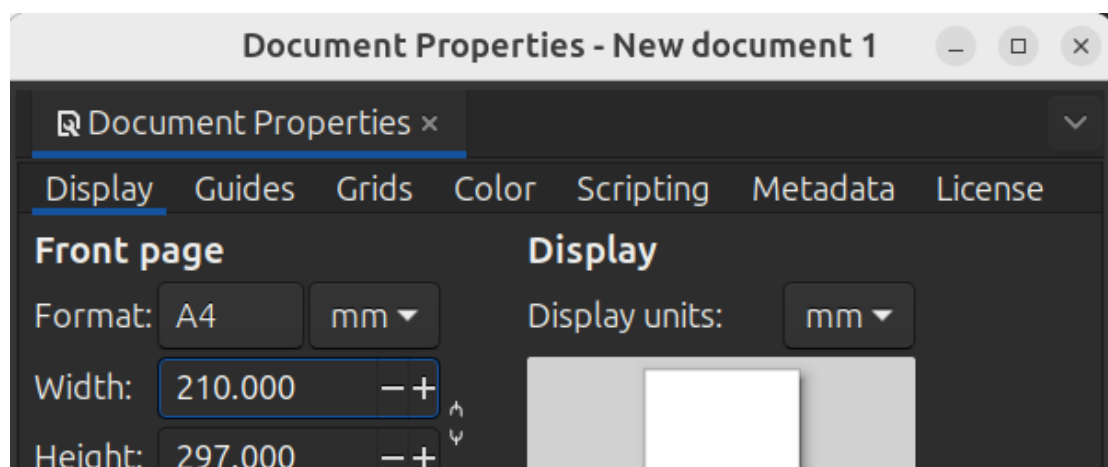 Document Properties - New document 1
Document Properties
Display Guides Grids Color Scripting Metadata License
Front page Display
Format: A4 mm Display units: mm
Width: 210.000
Height: 297.000